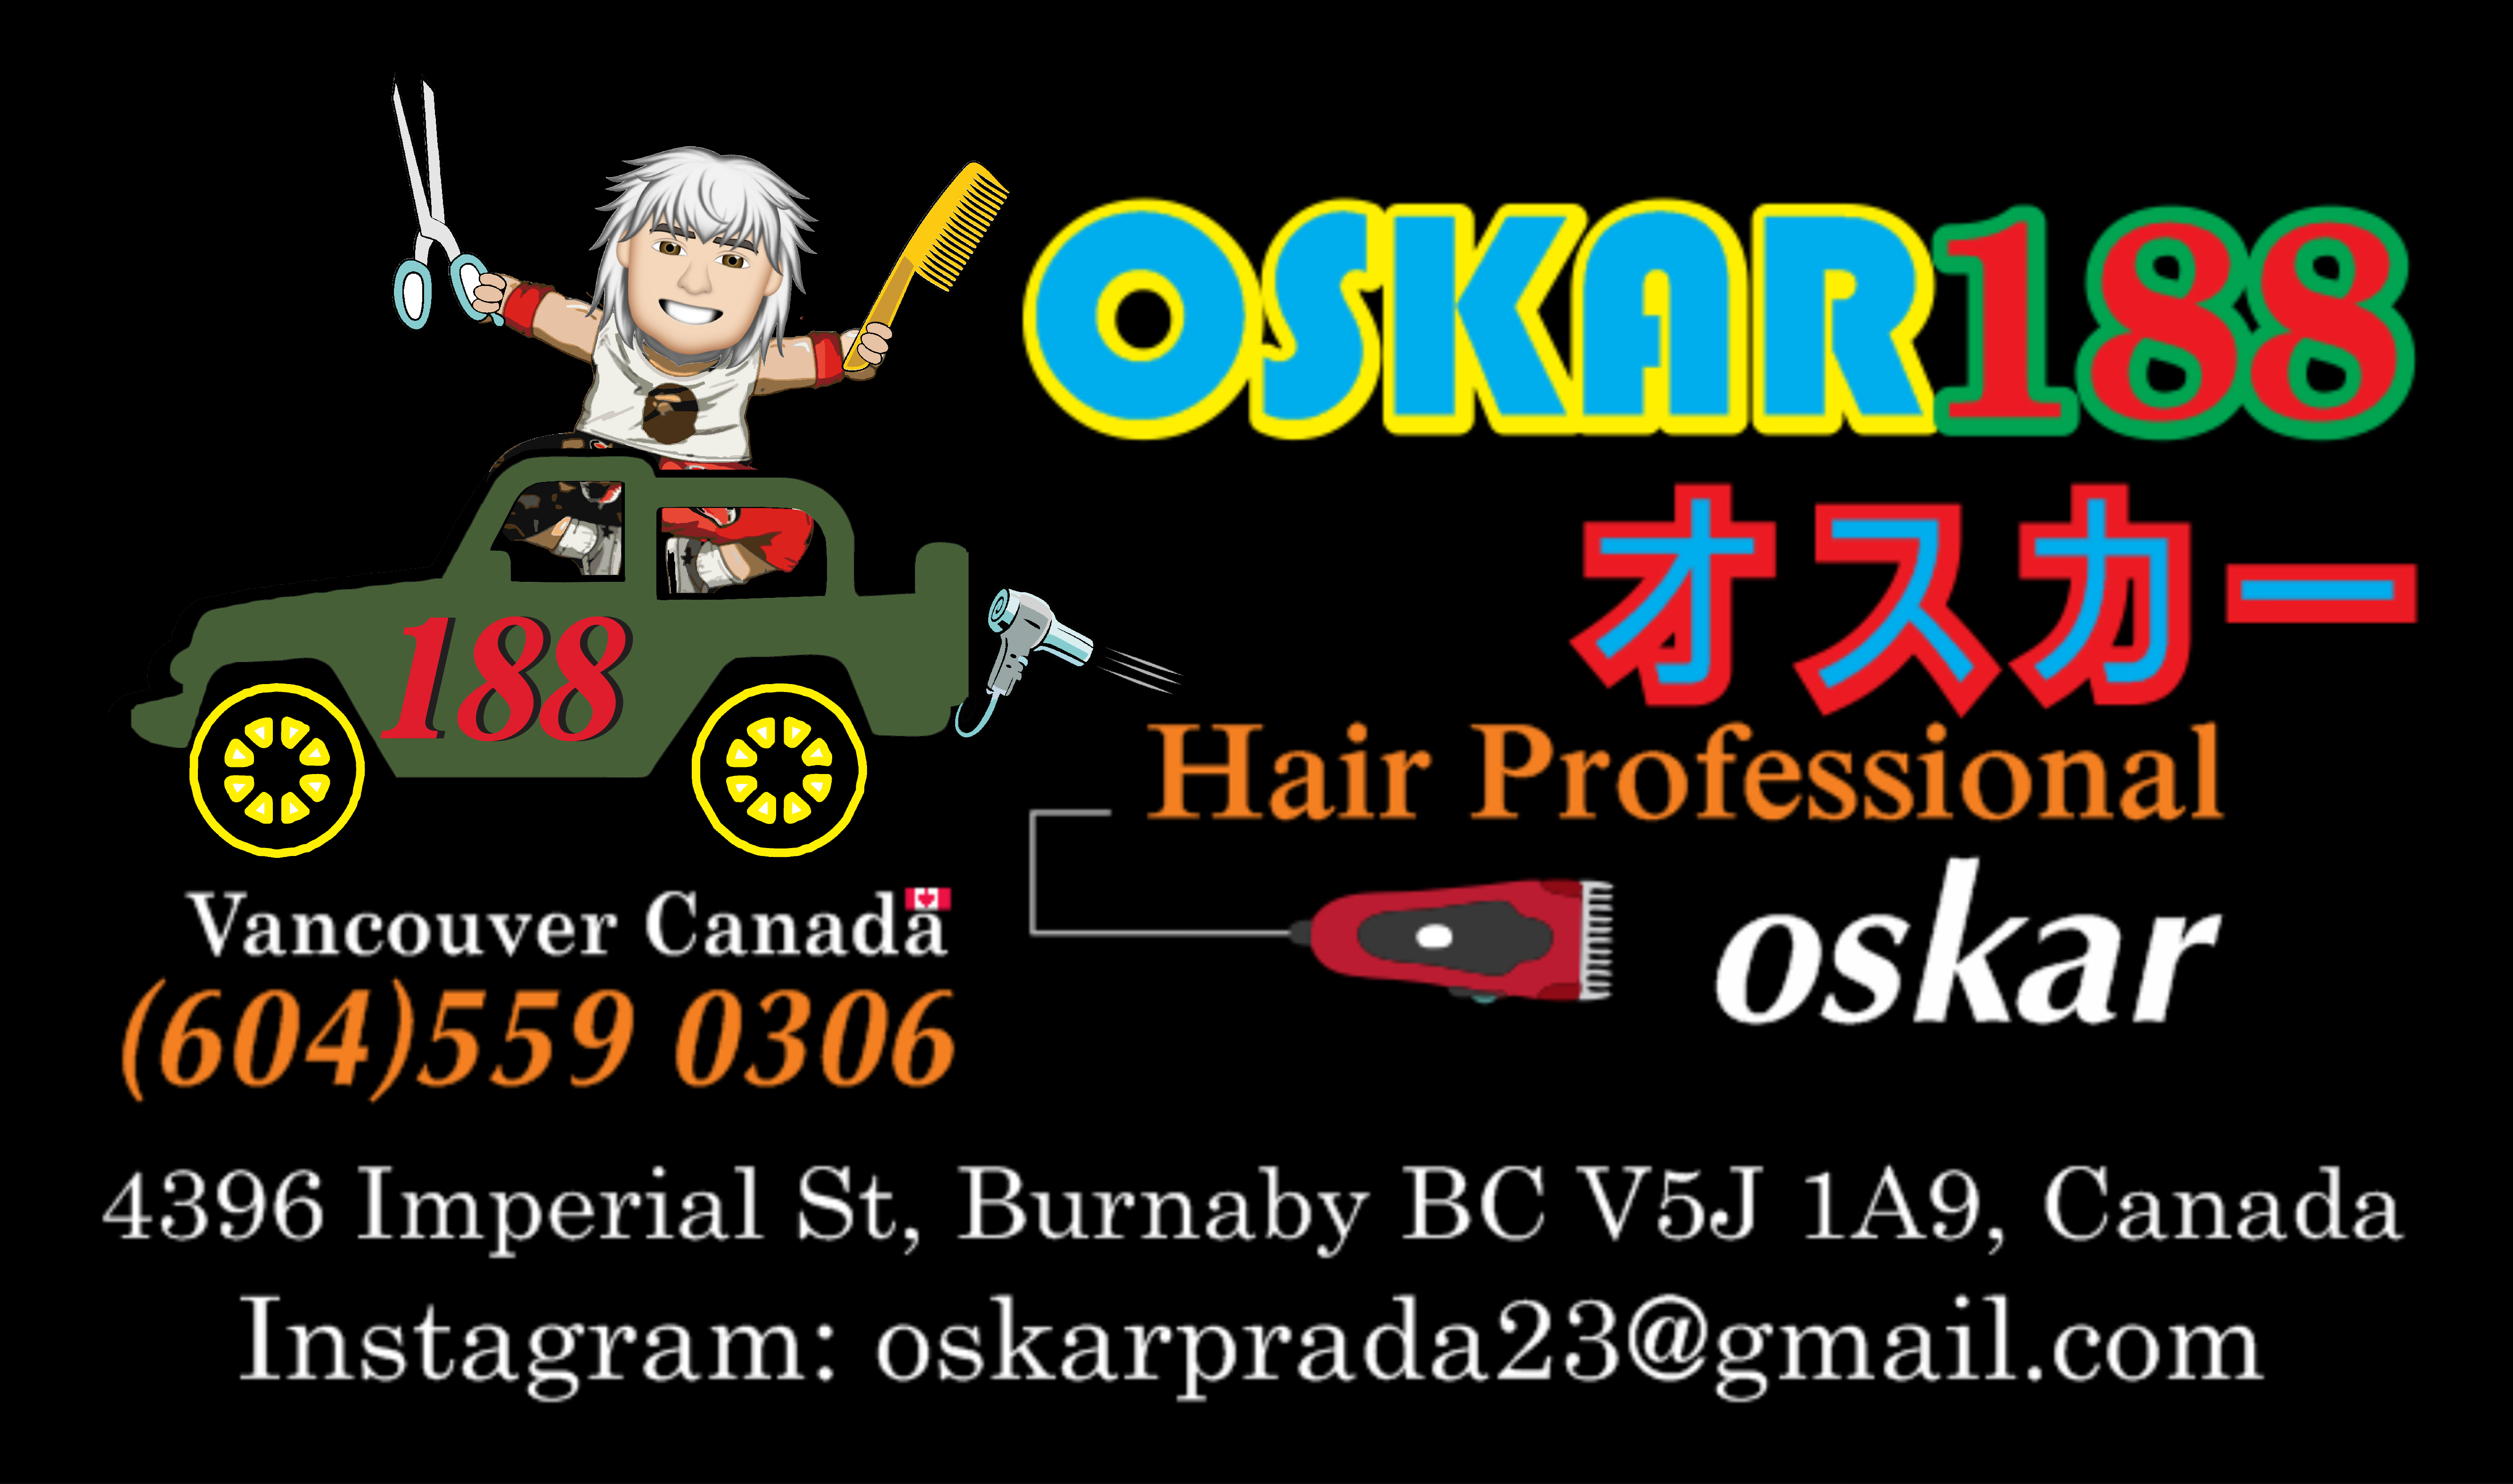 OSKAR188
オスカー
188
Hair Professional
oskar
Vancouver Canada
(604)559 0306
4396 Imperial St, Burnaby BC V5J 1A9, Canada
Instagram: oskarprada23@gmail.com